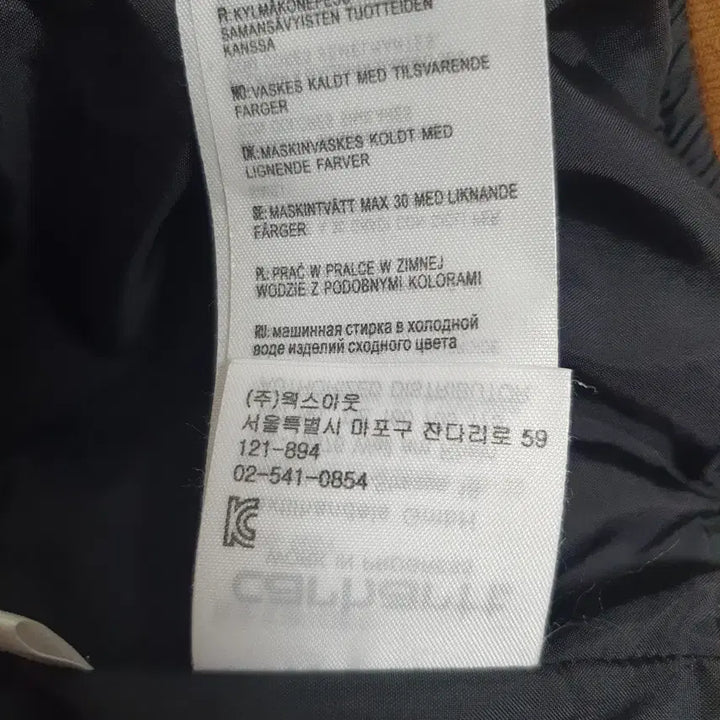 FI: KYLMÄKONEPESU
SAMANSÄVYISTEN TUOTTEIDEN
KANSSA
NO: VASKES KALDT MED TILSVARENDE
FARGER
DK: MASKINVASKES KOLDT MED
LIGNENDE FARVER
SE: MASKINTVÄTT MAX 30 MED LIKNANDE
FÄRGER
PL: PRAĆ W PRALCE W ZIMNEJ
WODZIE Z PODOBNYMI KOLORAMI
RU: машинная стирка в холодной
воде изделий сходного цвета
(주)웍스아웃
서울특별시 마포구 잔다리로 59
121-894
02-541-0854